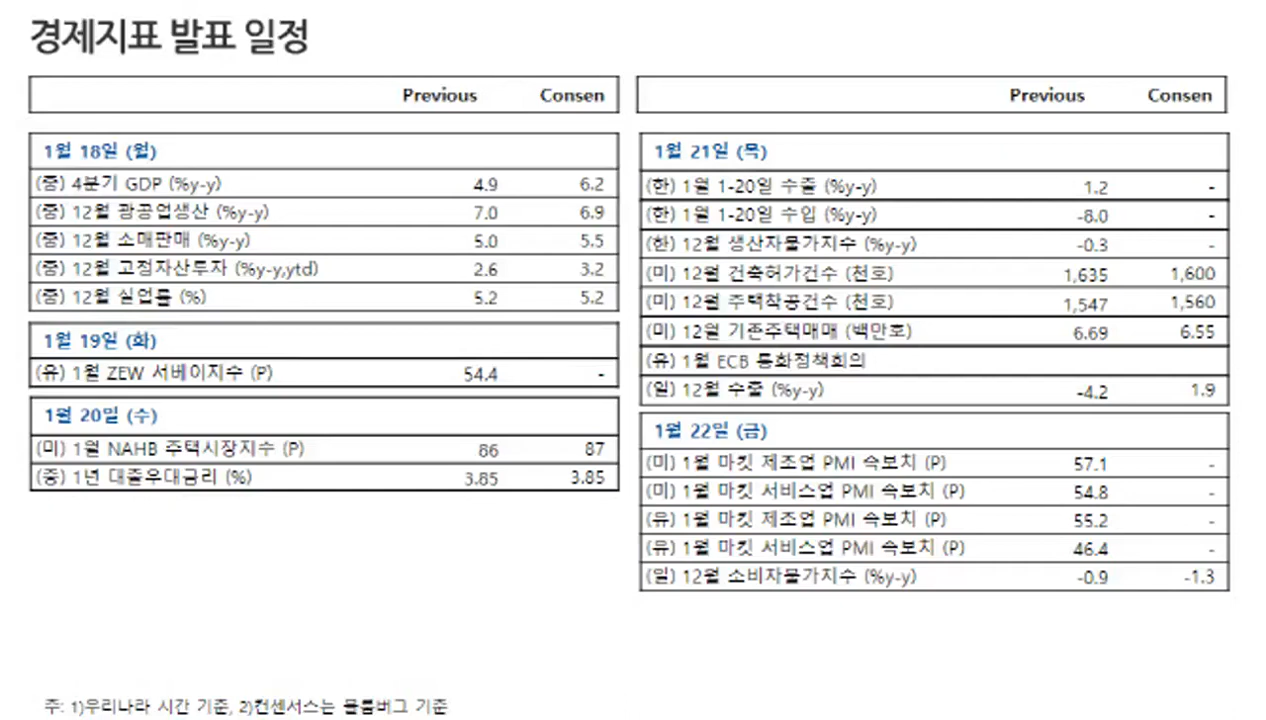 경제지표 발표 일정
Previous Consen
1월 18일 (월)
(중) 4분기 GDP (%y-y) 4.9 6.2
(중) 12월 광공업생산 (%y-y) 7.0 6.9
(중) 12월 소매판매 (%y-y) 5.0 5.5
(중) 12월 고정자산투자 (%y-y,ytd) 2.6 3.2
(중) 12월 실업률 (%) 5.2 5.2
1월 19일 (화)
(유) 1월 ZEW 서베이지수 (P) 54.4 -
1월 20일 (수)
(미) 1월 NAHB 주택시장지수 (P) 86 87
(중) 1년 대출우대금리 (%) 3.85 3.85
Previous Consen
1월 21일 (목)
(한) 1월 1-20일 수출 (%y-y) 1.2 -
(한) 1월 1-20일 수입 (%y-y) -8.0 -
(한) 12월 생산자물가지수 (%y-y) -0.3 -
(미) 12월 건축허가건수 (천호) 1,635 1,600
(미) 12월 주택착공건수 (천호) 1,547 1,560
(미) 12월 기존주택매매 (백만호) 6.69 6.55
(유) 1월 ECB 통화정책회의
(일) 12월 수출 (%y-y) -4.2 1.9
1월 22일 (금)
(미) 1월 마킷 제조업 PMI 속보치 (P) 57.1 -
(미) 1월 마킷 서비스업 PMI 속보치 (P) 54.8 -
(유) 1월 마킷 제조업 PMI 속보치 (P) 55.2 -
(유) 1월 마킷 서비스업 PMI 속보치 (P) 46.4 -
(일) 12월 소비자물가지수 (%y-y) -0.9 -1.3
주: 1)우리나라 시간 기준, 2)컨센서스는 블룸버그 기준